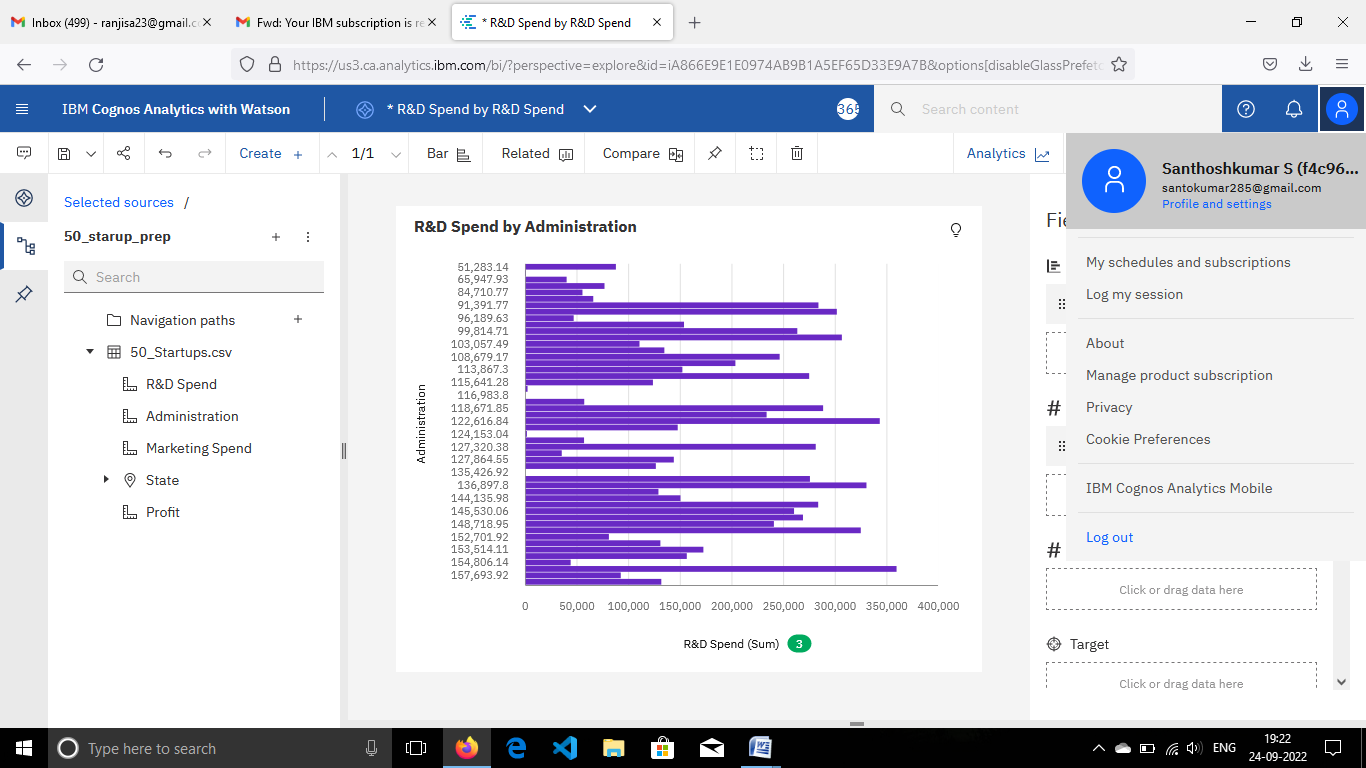 Inbox (499) - ranjisa23@gmail.c
Fwd: Your IBM subscription is re
* R&D Spend by R&D Spend
https://us3.ca.analytics.ibm.com/bi/?perspective=explore&id=iA866E9E1E0974AB9B1A5EF65D33E9A7B&options[disableGlassPrefetc
IBM Cognos Analytics with Watson
* R&D Spend by R&D Spend
365
Search content
Create +
1/1
Bar
Related
Compare
Analytics
Santhoshkumar S (f4c96...
santokumar285@gmail.com
Profile and settings
My schedules and subscriptions
Log my session
About
Manage product subscription
Privacy
Cookie Preferences
IBM Cognos Analytics Mobile
Log out
Selected sources /
50_starup_prep
Search
Navigation paths
50_Startups.csv
R&D Spend
Administration
Marketing Spend
State
Profit
R&D Spend by Administration
Administration
51,283.14
65,947.93
84,710.77
91,391.77
96,189.63
99,814.71
103,057.49
108,679.17
113,867.3
115,641.28
116,983.8
118,671.85
122,616.84
124,153.04
127,320.38
127,864.55
135,426.92
136,897.8
144,135.98
145,530.06
148,718.95
152,701.92
153,514.11
154,806.14
157,693.92
0 50,000 100,000 150,000 200,000 250,000 300,000 350,000 400,000
R&D Spend (Sum) 3
Fie
#
#
Click or drag data here
Target
Click or drag data here
Type here to search
ENG
19:22
24-09-2022